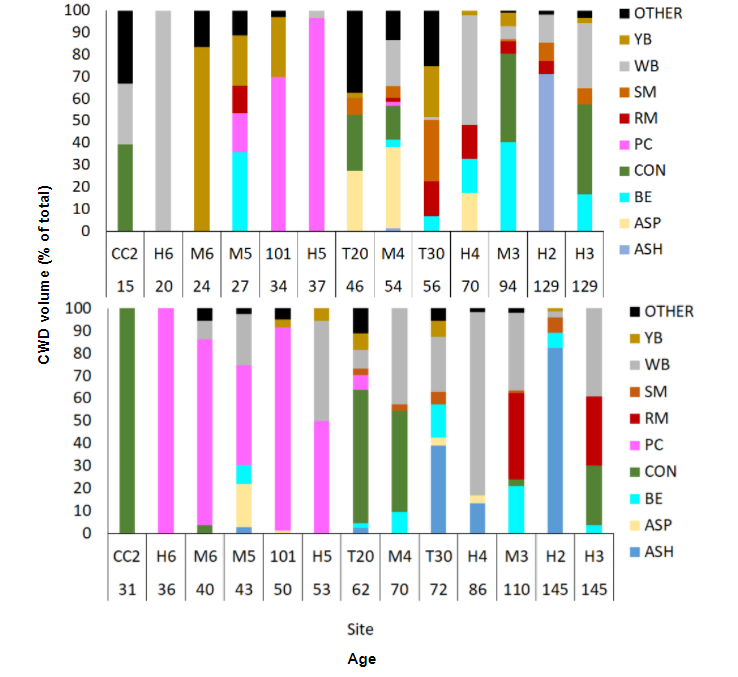 CWD volume (% of total)
100
90
80
70
60
50
40
30
20
10
0
CC2 H6 M6 M5 101 H5 T20 M4 T30 H4 M3 H2 H3
15 20 24 27 34 37 46 54 56 70 94 129 129
OTHER
YB
WB
SM
RM
PC
CON
BE
ASP
ASH
100
90
80
70
60
50
40
30
20
10
0
CC2 H6 M6 M5 101 H5 T20 M4 T30 H4 M3 H2 H3
31 36 40 43 50 53 62 70 72 86 110 145 145
OTHER
YB
WB
SM
RM
PC
CON
BE
ASP
ASH
Site
Age